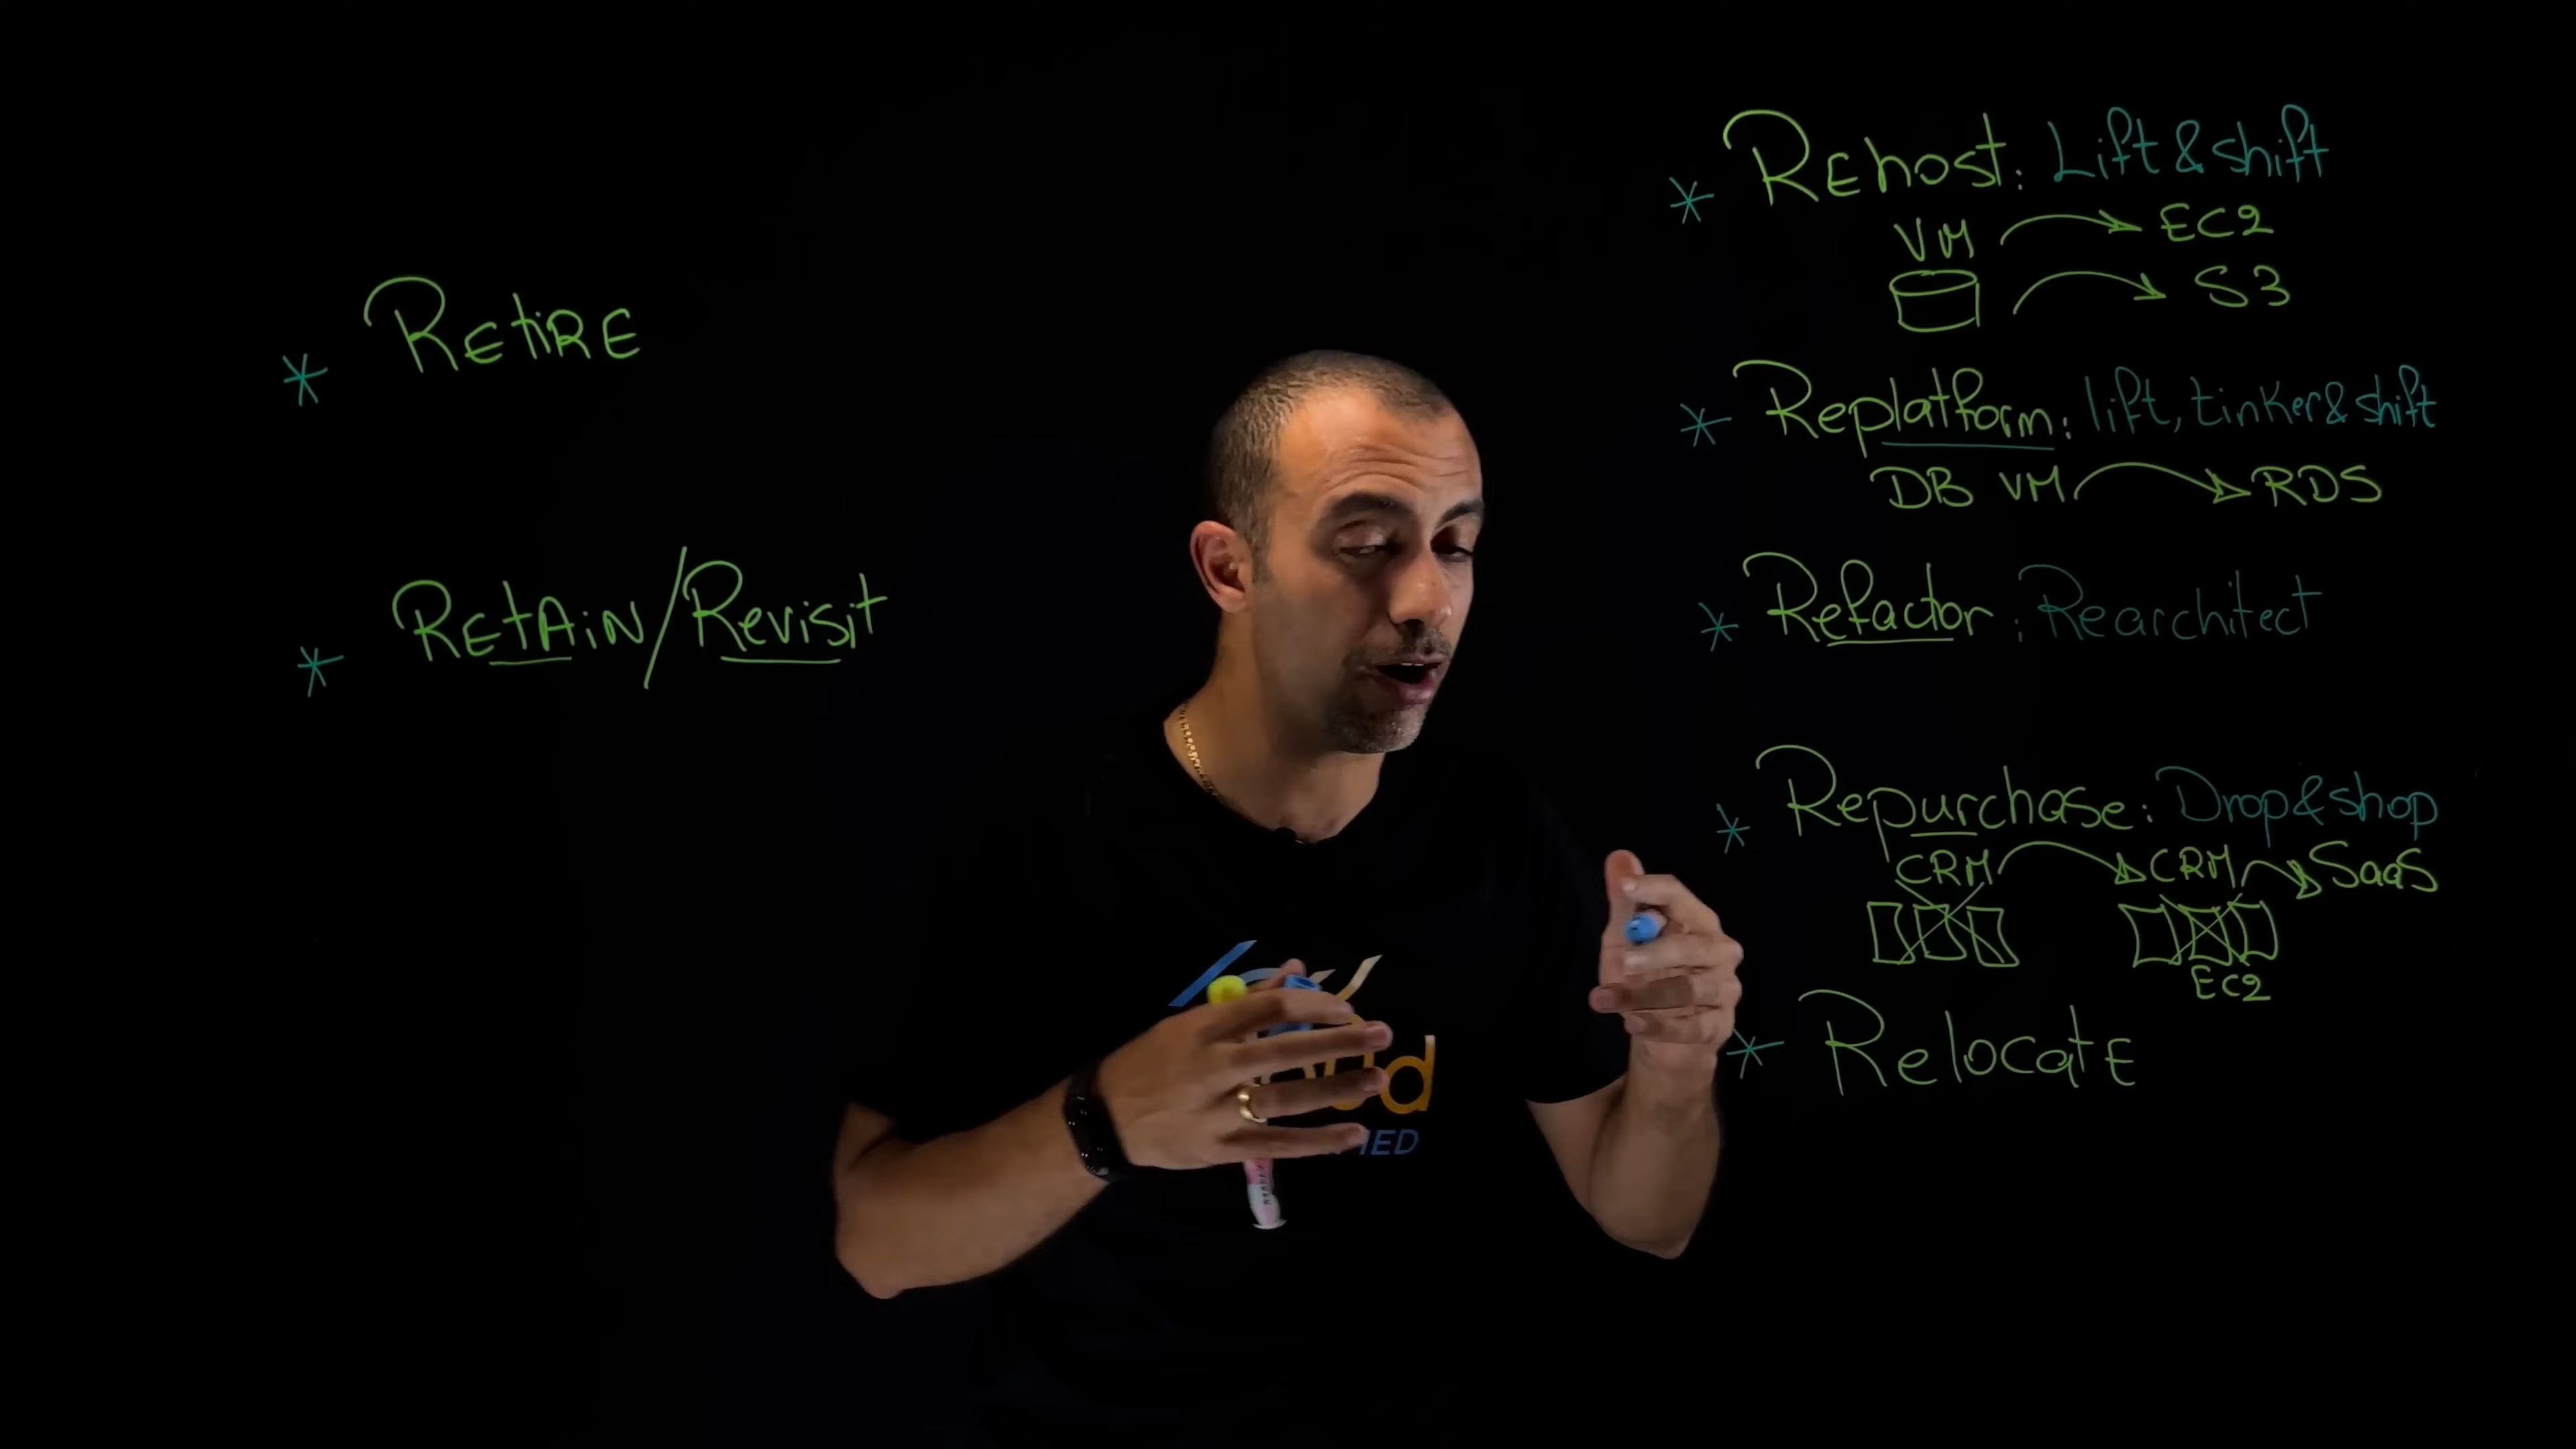 * Retire
* Retain/Revisit
* Rehost: Lift & shift
VM → EC2
→ S3
* Replatform: lift, tinker & shift
DB VM → RDS
* Refactor: Rearchitect
* Repurchase: Drop & shop
CRM → CRM → SaaS
EC2
* Relocate